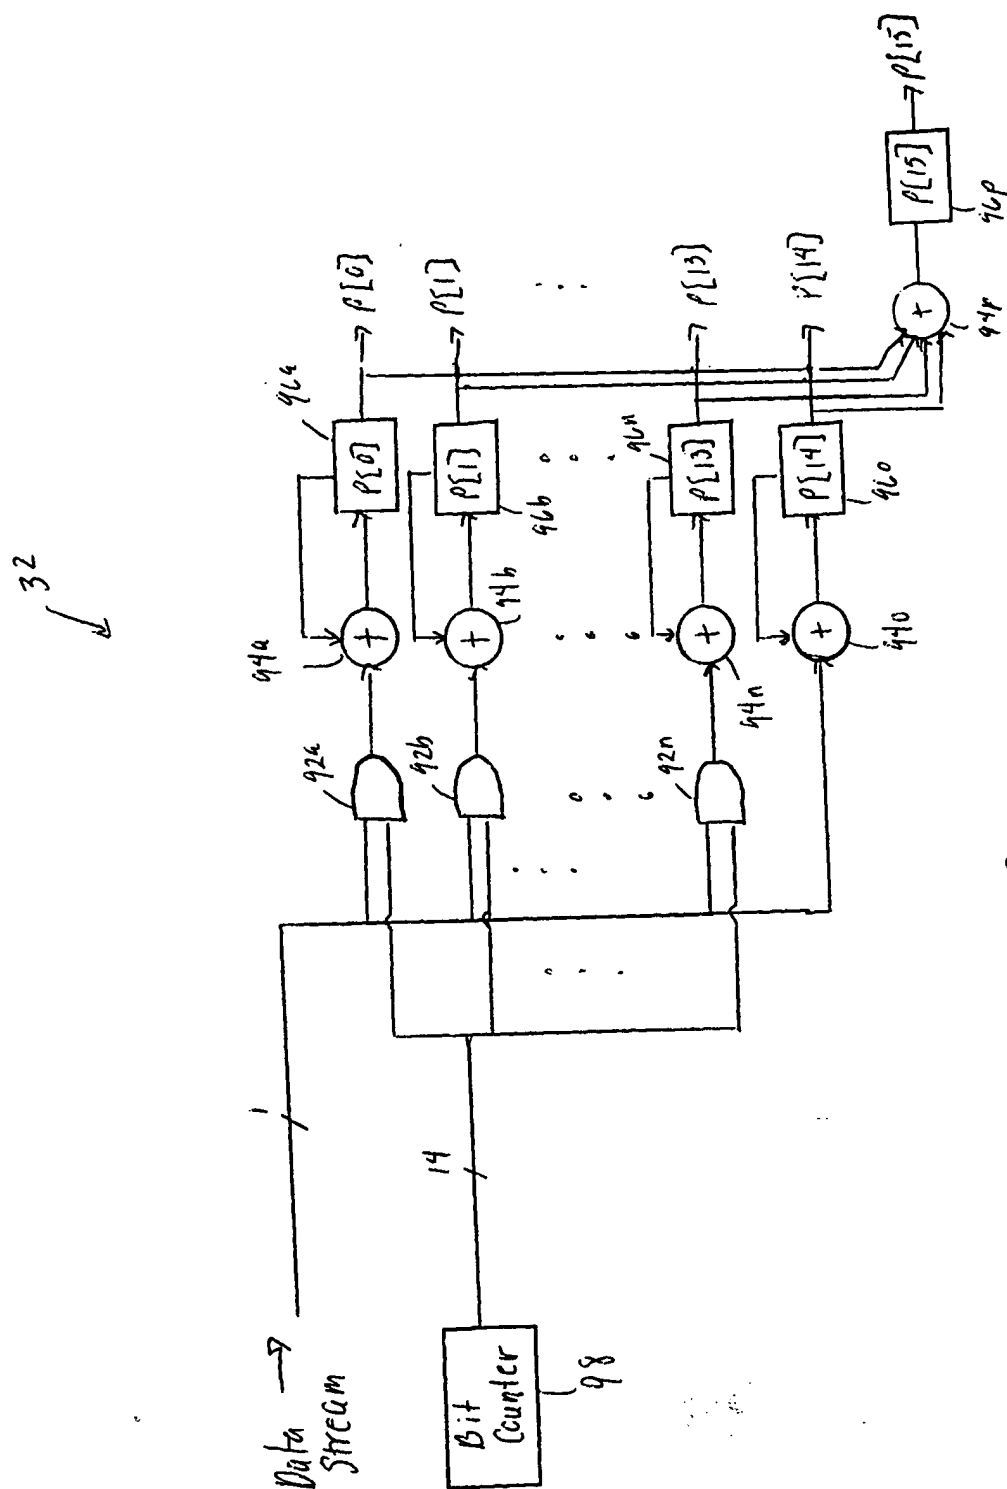 32
Data
Stream
1
Bit
Counter
98
14
92a
94a
P[0]
96a
P[0]
92b
94b
P[1]
96b
P[1]
92n
94n
P[13]
96n
P[13]
94o
P[14]
96o
P[14]
94p
P[15]
96p
P[15]